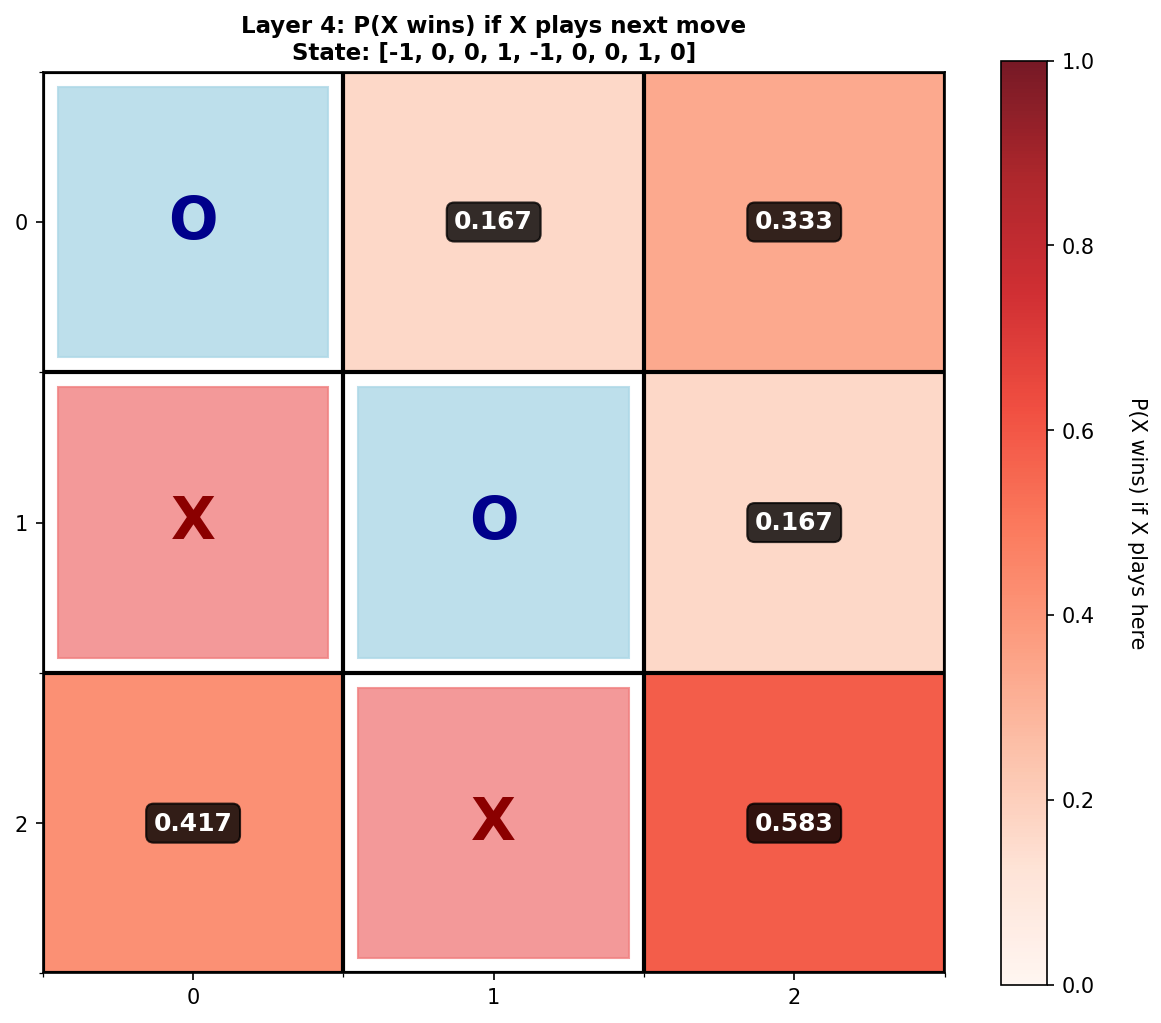 Layer 4: P(X wins) if X plays next move
State: [-1, 0, 0, 1, -1, 0, 0, 1, 0]
0
O
0.167
0.333
1
X
O
0.167
2
0.417
X
0.583
0
1
2
1.0
0.8
0.6
0.4
0.2
0.0
P(X wins) if X plays here